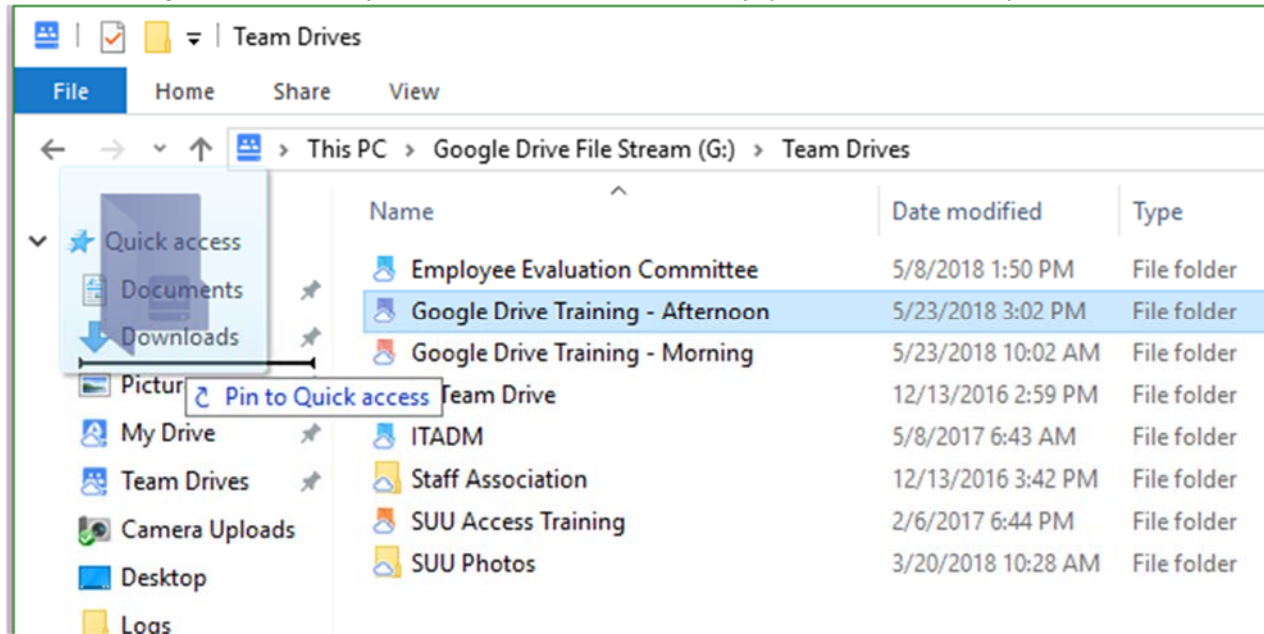 Team Drives
File Home Share View
This PC > Google Drive File Stream (G:) > Team Drives
Name Date modified Type
Quick access
Documents
Downloads
Pictur
Pin to Quick access
My Drive
Team Drives
Camera Uploads
Desktop
Logs
Employee Evaluation Committee 5/8/2018 1:50 PM File folder
Google Drive Training - Afternoon 5/23/2018 3:02 PM File folder
Google Drive Training - Morning 5/23/2018 10:02 AM File folder
Team Drive 12/13/2016 2:59 PM File folder
ITADM 5/8/2017 6:43 AM File folder
Staff Association 12/13/2016 3:42 PM File folder
SUU Access Training 2/6/2017 6:44 PM File folder
SUU Photos 3/20/2018 10:28 AM File folder